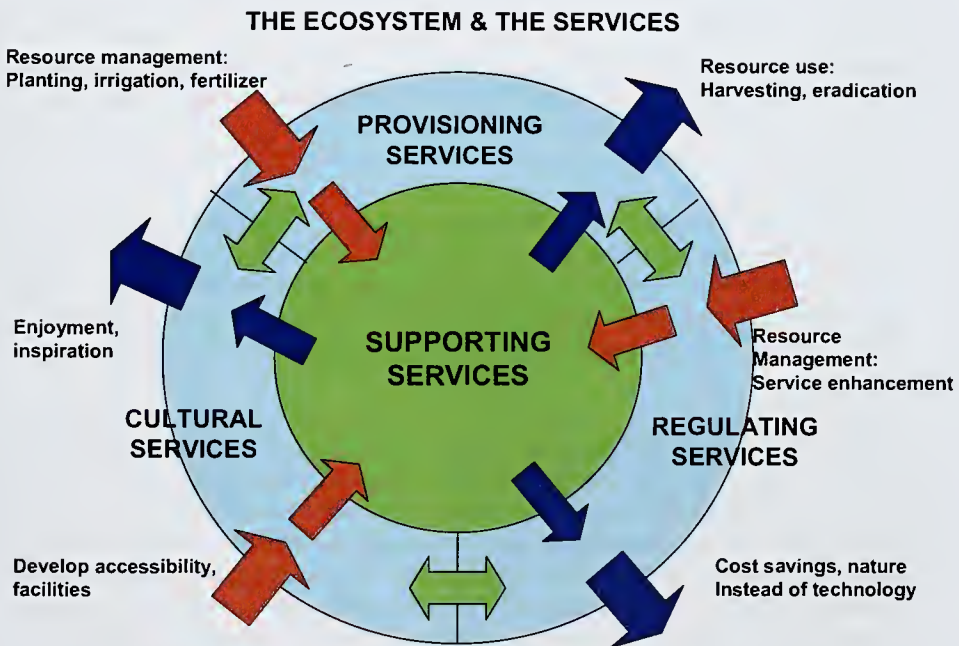 THE ECOSYSTEM & THE SERVICES
Resource management:
Planting, irrigation, fertilizer
Resource use:
Harvesting, eradication
PROVISIONING
SERVICES
Enjoyment,
inspiration
SUPPORTING
SERVICES
Resource
Management:
Service enhancement
CULTURAL
SERVICES
REGULATING
SERVICES
Develop accessibility,
facilities
Cost savings, nature
Instead of technology